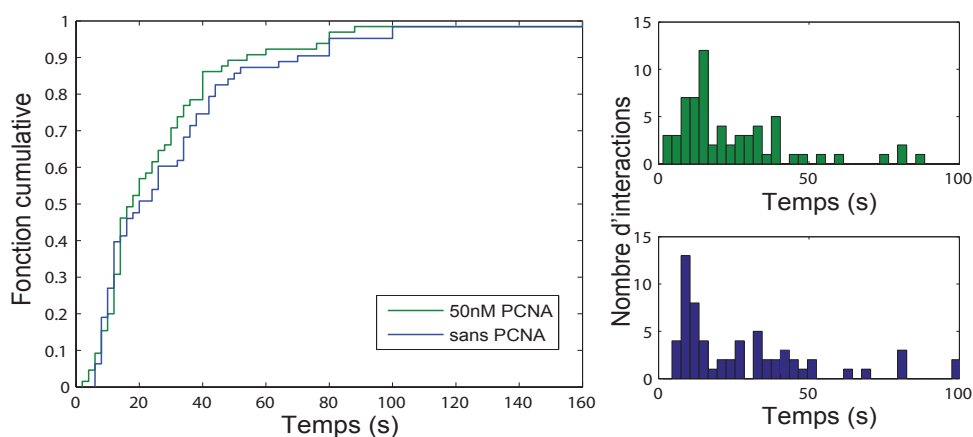 1
0.9
0.8
0.7
0.6
0.5
0.4
0.3
0.2
0.1
0
Fonction cumulative
50nM PCNA
sans PCNA
0 20 40 60 80 100 120 140 160
Temps (s)
Nombre d'interactions
15
10
5
0
0 50 100
Temps (s)
15
10
5
0
0 50 100
Temps (s)